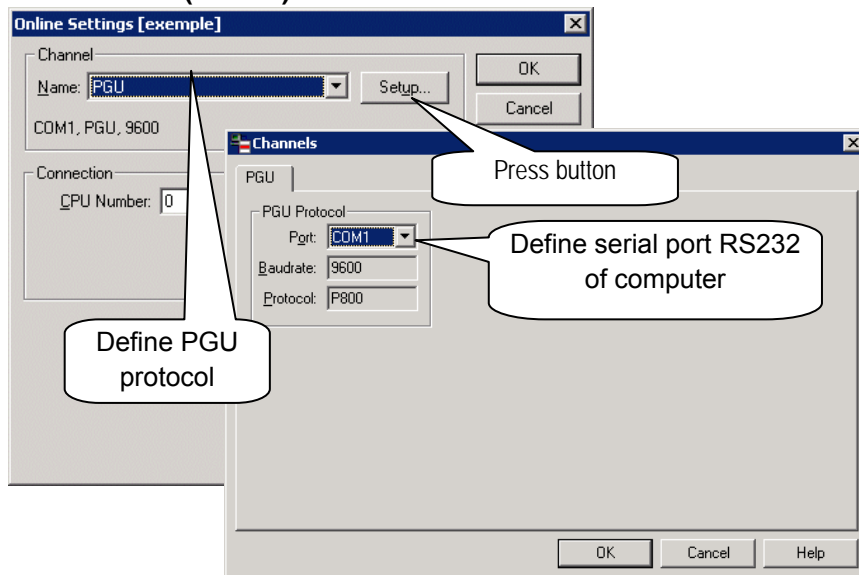 Online Settings [exemple]
Channel
Name: PGU
Setup...
OK
Cancel
COM1, PGU, 9600
Connection
CPU Number: 0
Channels
PGU
PGU Protocol
Port: COM1
Baudrate: 9600
Protocol: P800
Press button
Define serial port RS232
of computer
Define PGU
protocol
OK
Cancel
Help